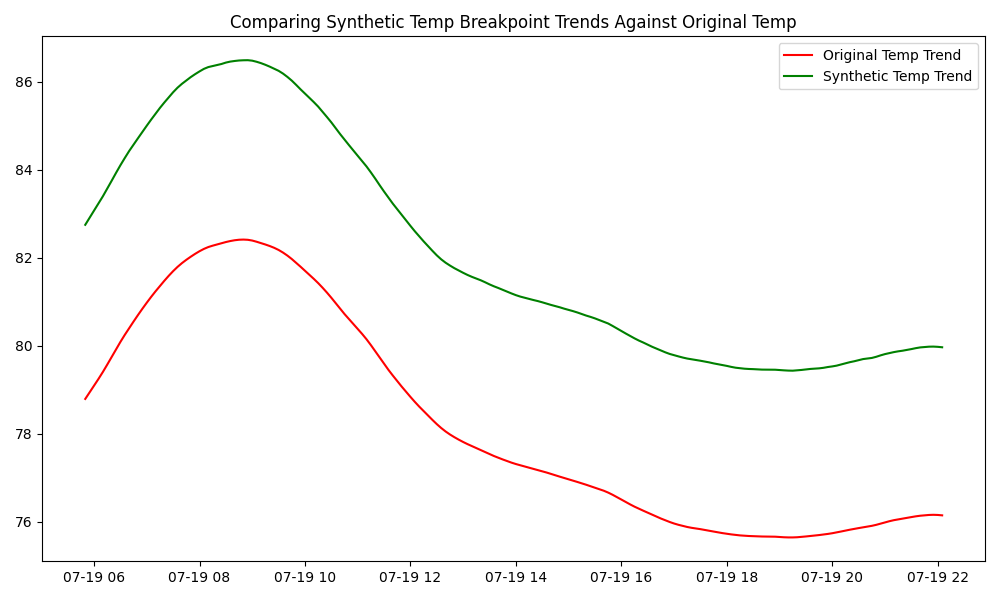 Comparing Synthetic Temp Breakpoint Trends Against Original Temp
Original Temp Trend
Synthetic Temp Trend
86
84
82
80
78
76
07-19 06 07-19 08 07-19 10 07-19 12 07-19 14 07-19 16 07-19 18 07-19 20 07-19 22